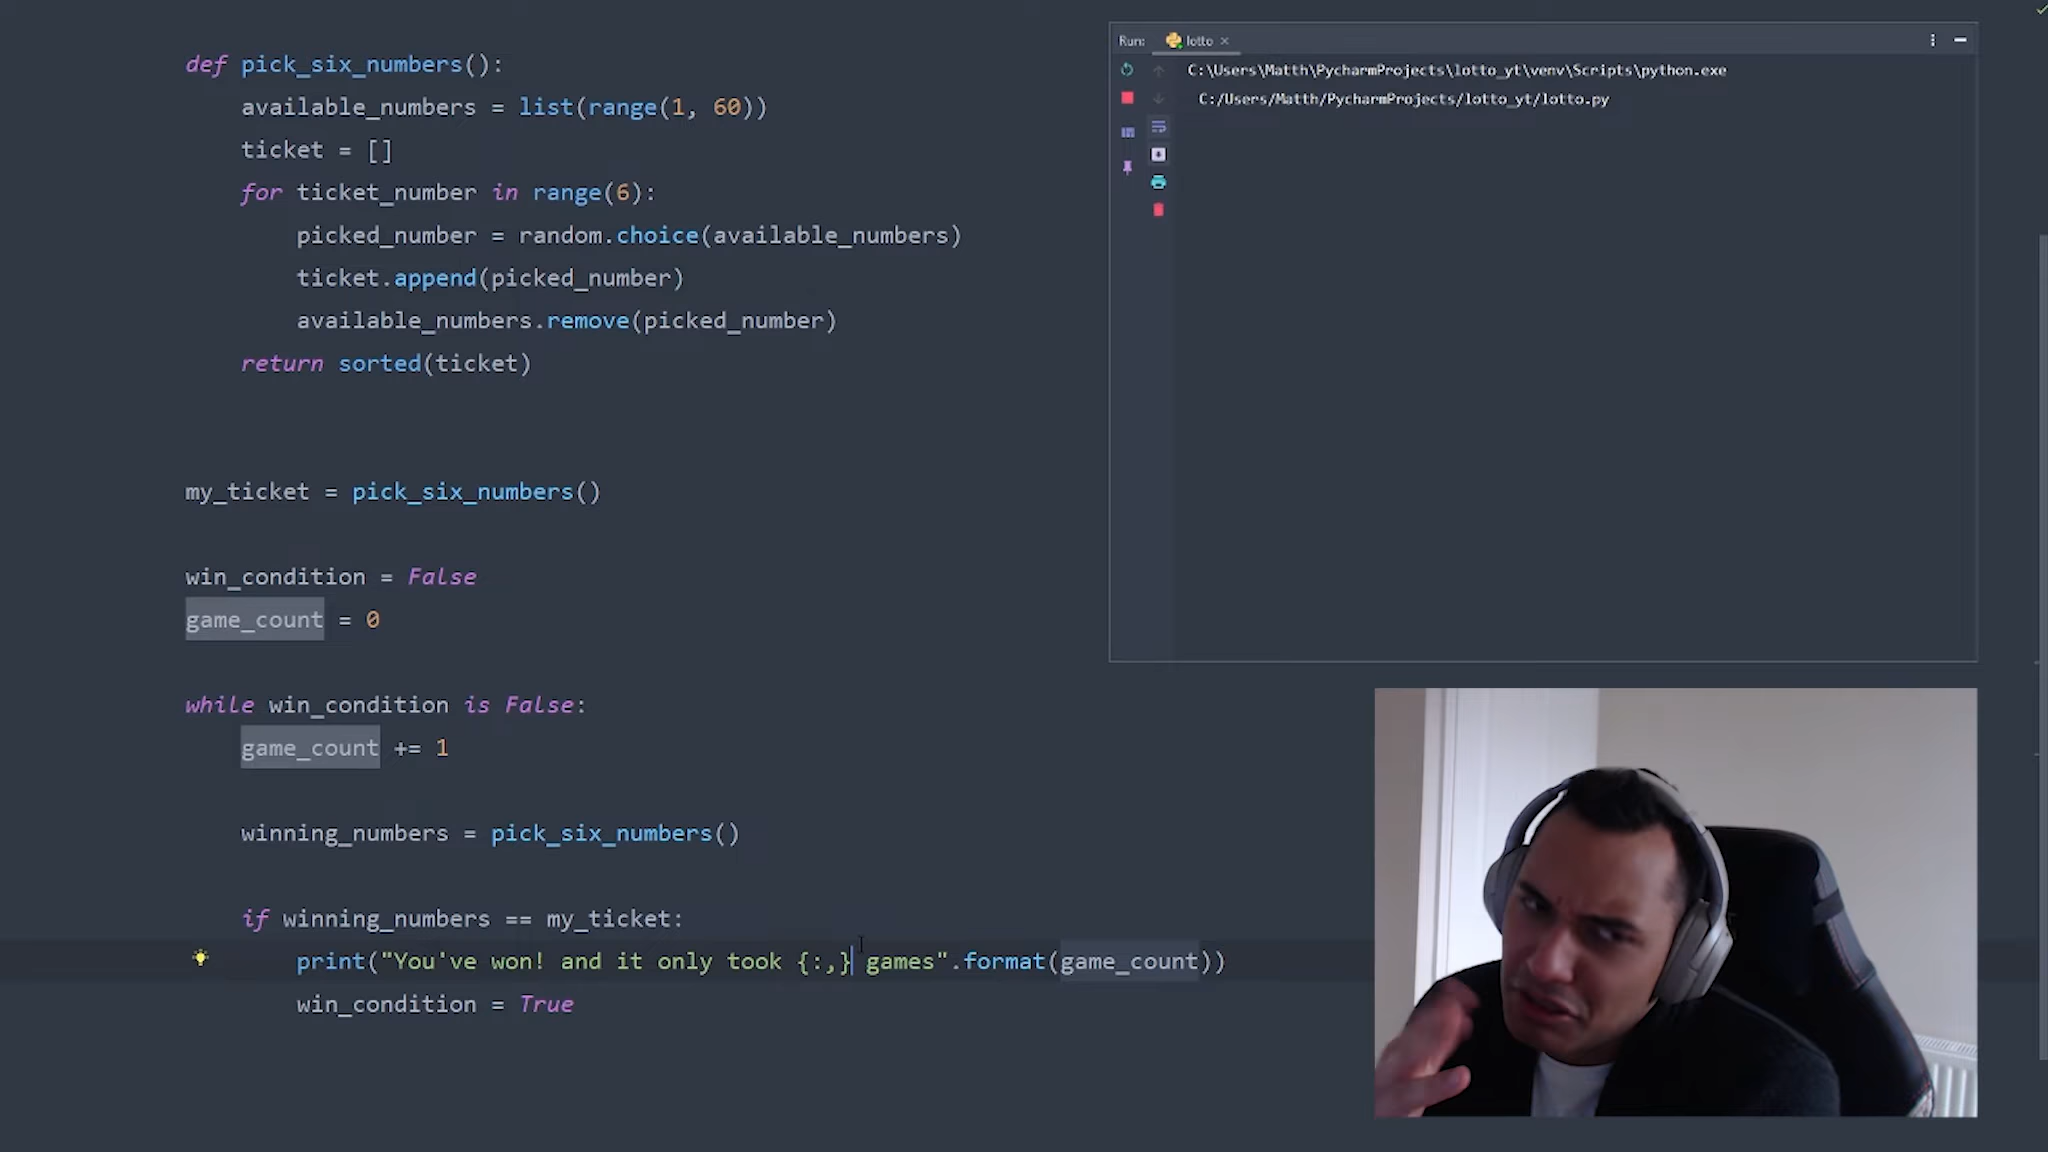 def pick_six_numbers():
available_numbers = list(range(1, 60))
ticket = []
for ticket_number in range(6):
picked_number = random.choice(available_numbers)
ticket.append(picked_number)
available_numbers.remove(picked_number)
return sorted(ticket)
my_ticket = pick_six_numbers()
win_condition = False
game_count = 0
while win_condition is False:
game_count += 1
winning_numbers = pick_six_numbers()
if winning_numbers == my_ticket:
print("You've won! and it only took {:,} games".format(game_count))
win_condition = True
Run: lotto
C:\Users\Matth\PycharmProjects\lotto_yt\venv\Scripts\python.exe
C:/Users/Matth/PycharmProjects/lotto_yt/lotto.py